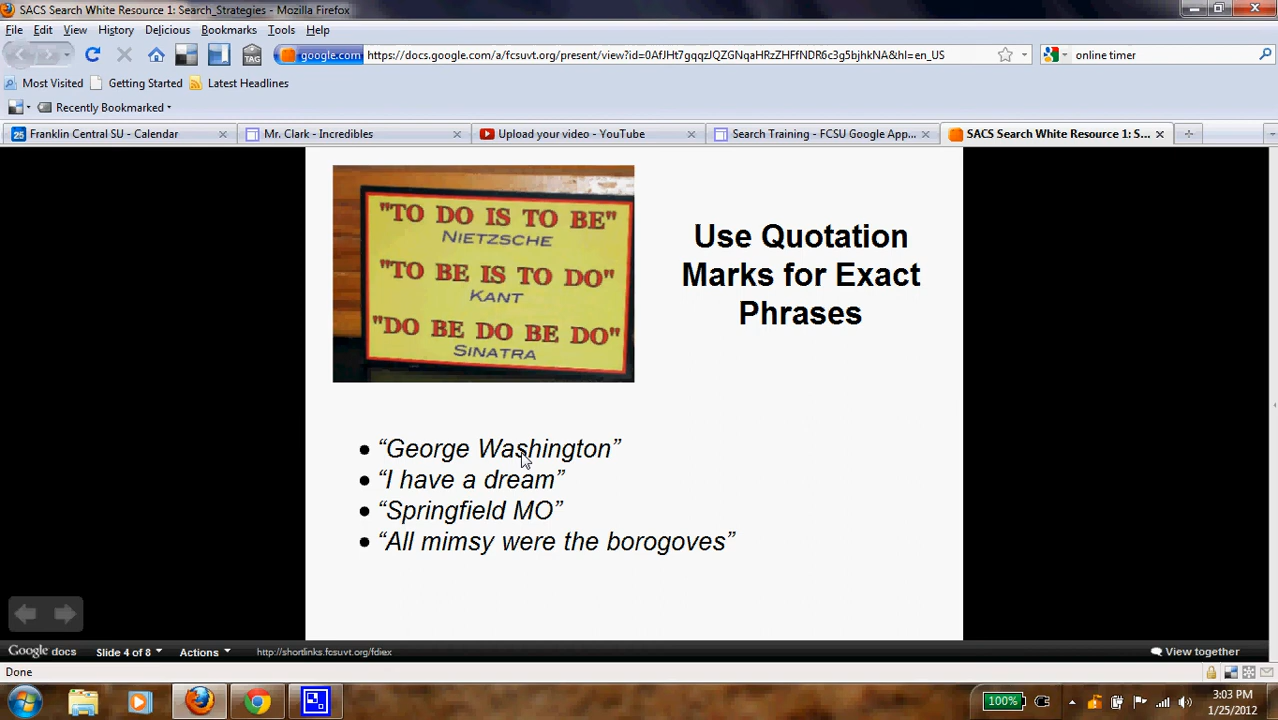 SACS Search White Resource 1: Search_Strategies - Mozilla Firefox
File Edit View History Delicious Bookmarks Tools Help
TAG google.com https://docs.google.com/a/fcsuvt.org/present/view?id=0AfJHt7gqqzJQZGNqaHRzZHFfNDR6c3g5bjhkNA&hl=en_US online timer
Most Visited Getting Started Latest Headlines
Recently Bookmarked
25 Franklin Central SU - Calendar Mr. Clark - Incredibles Upload your video - YouTube Search Training - FCSU Google App... SACS Search White Resource 1: S...
"TO DO IS TO BE"
NIETZSCHE
"TO BE IS TO DO"
KANT
"DO BE DO BE DO"
SINATRA
Use Quotation
Marks for Exact
Phrases
• “George Washington”
• “I have a dream”
• “Springfield MO”
• “All mimsy were the borogoves”
Google docs Slide 4 of 8 Actions http://shortlinks.fcsuvt.org/fdiex View together
Done
100% 3:03 PM
1/25/2012